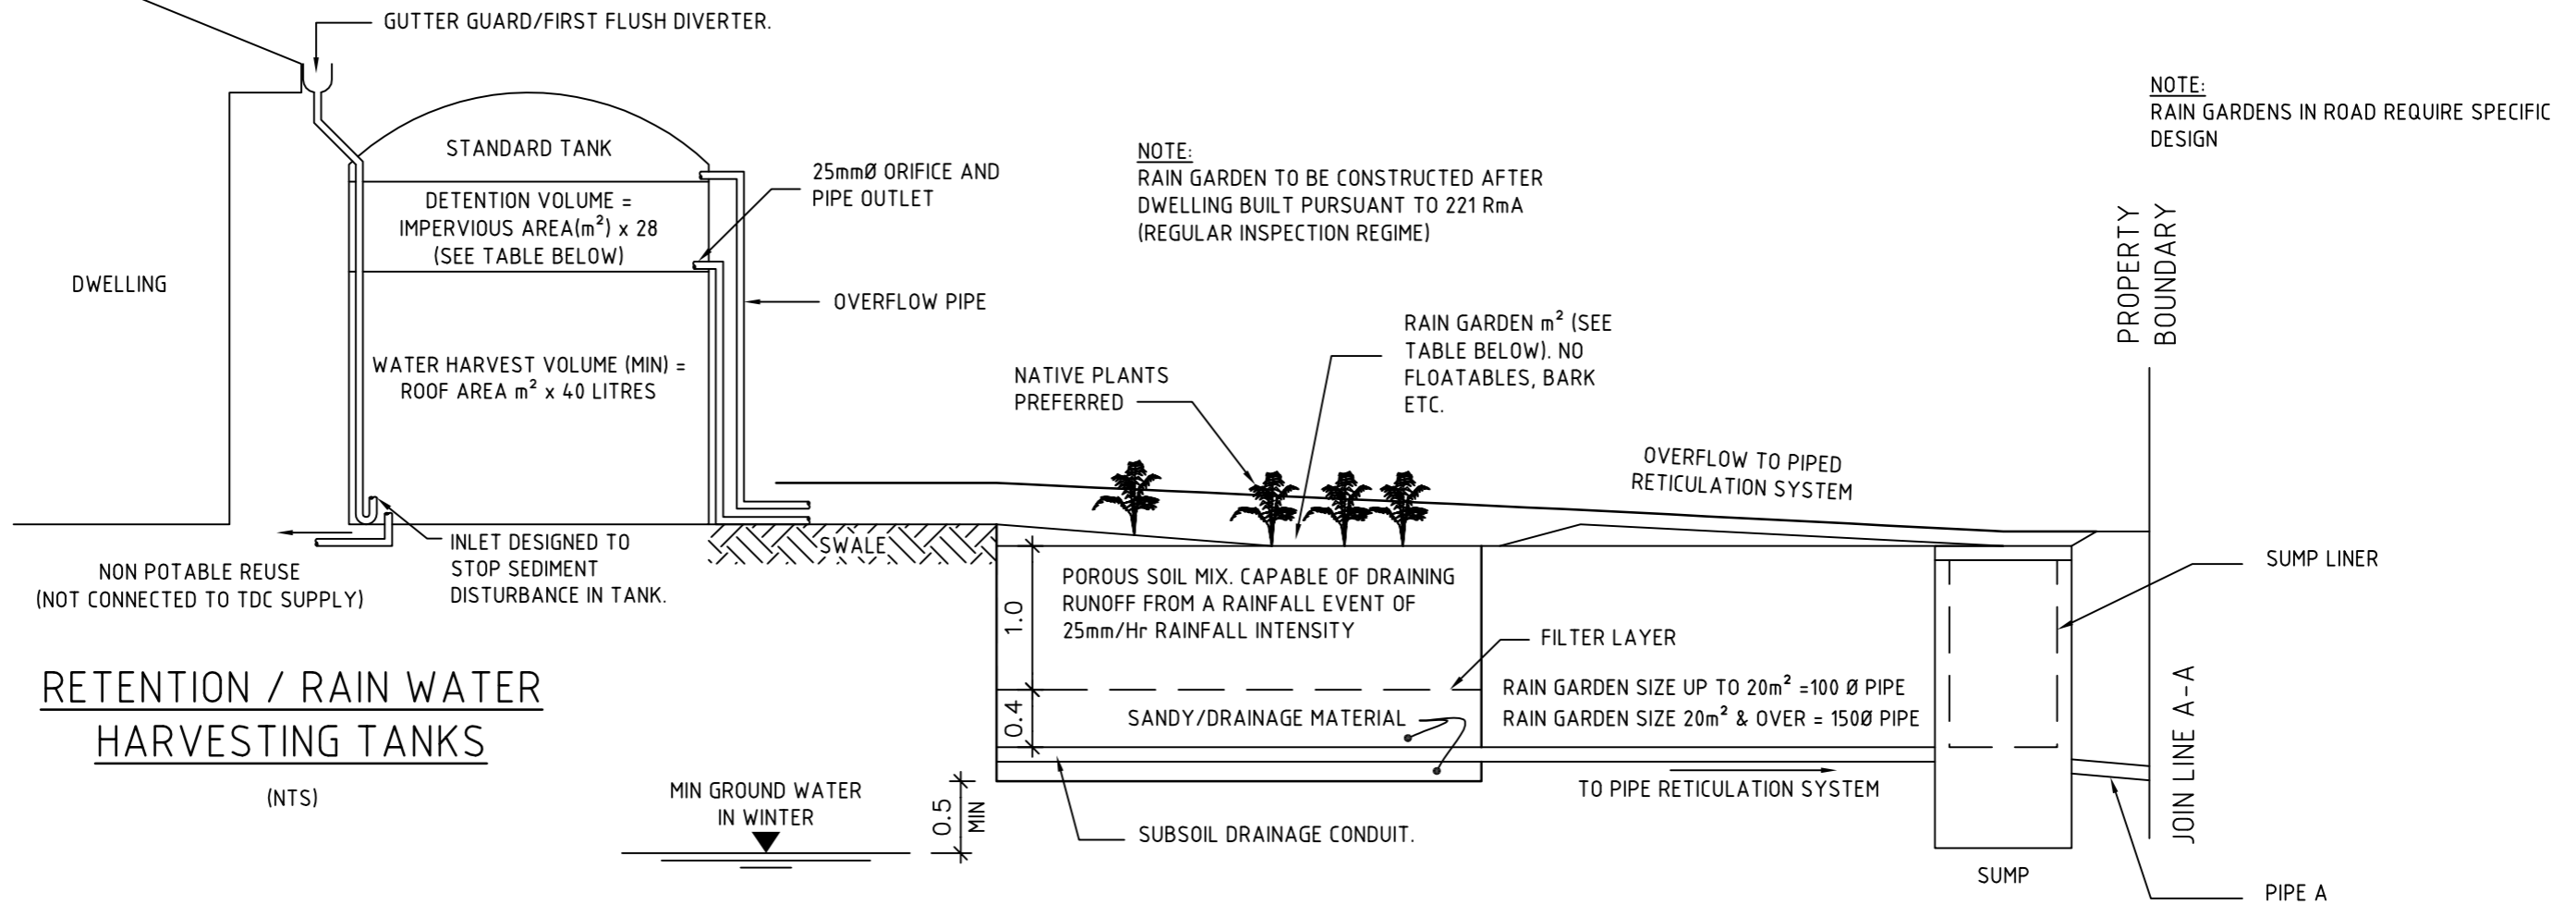 GUTTER GUARD/FIRST FLUSH DIVERTER.
NOTE:
RAIN GARDENS IN ROAD REQUIRE SPECIFIC
DESIGN
STANDARD TANK
DETENTION VOLUME =
IMPERVIOUS AREA(m²) x 28
(SEE TABLE BELOW)
25mmØ ORIFICE AND
PIPE OUTLET
NOTE:
RAIN GARDEN TO BE CONSTRUCTED AFTER
DWELLING BUILT PURSUANT TO 221 RmA
(REGULAR INSPECTION REGIME)
PROPERTY
BOUNDARY
DWELLING
OVERFLOW PIPE
WATER HARVEST VOLUME (MIN) =
ROOF AREA m² x 40 LITRES
RAIN GARDEN m² (SEE
TABLE BELOW). NO
FLOATABLES, BARK
ETC.
NATIVE PLANTS
PREFERRED
OVERFLOW TO PIPED
RETICULATION SYSTEM
SWALE
INLET DESIGNED TO
STOP SEDIMENT
DISTURBANCE IN TANK.
NON POTABLE REUSE
(NOT CONNECTED TO TDC SUPPLY)
1.0
POROUS SOIL MIX. CAPABLE OF DRAINING
RUNOFF FROM A RAINFALL EVENT OF
25mm/Hr RAINFALL INTENSITY
SUMP LINER
FILTER LAYER
RETENTION / RAIN WATER
HARVESTING TANKS
(NTS)
0.4
SANDY/DRAINAGE MATERIAL
RAIN GARDEN SIZE UP TO 20m² =100 Ø PIPE
RAIN GARDEN SIZE 20m² & OVER = 150Ø PIPE
JOIN LINE A-A
MIN GROUND WATER
IN WINTER
0.5
MIN
TO PIPE RETICULATION SYSTEM
SUBSOIL DRAINAGE CONDUIT.
SUMP
PIPE A